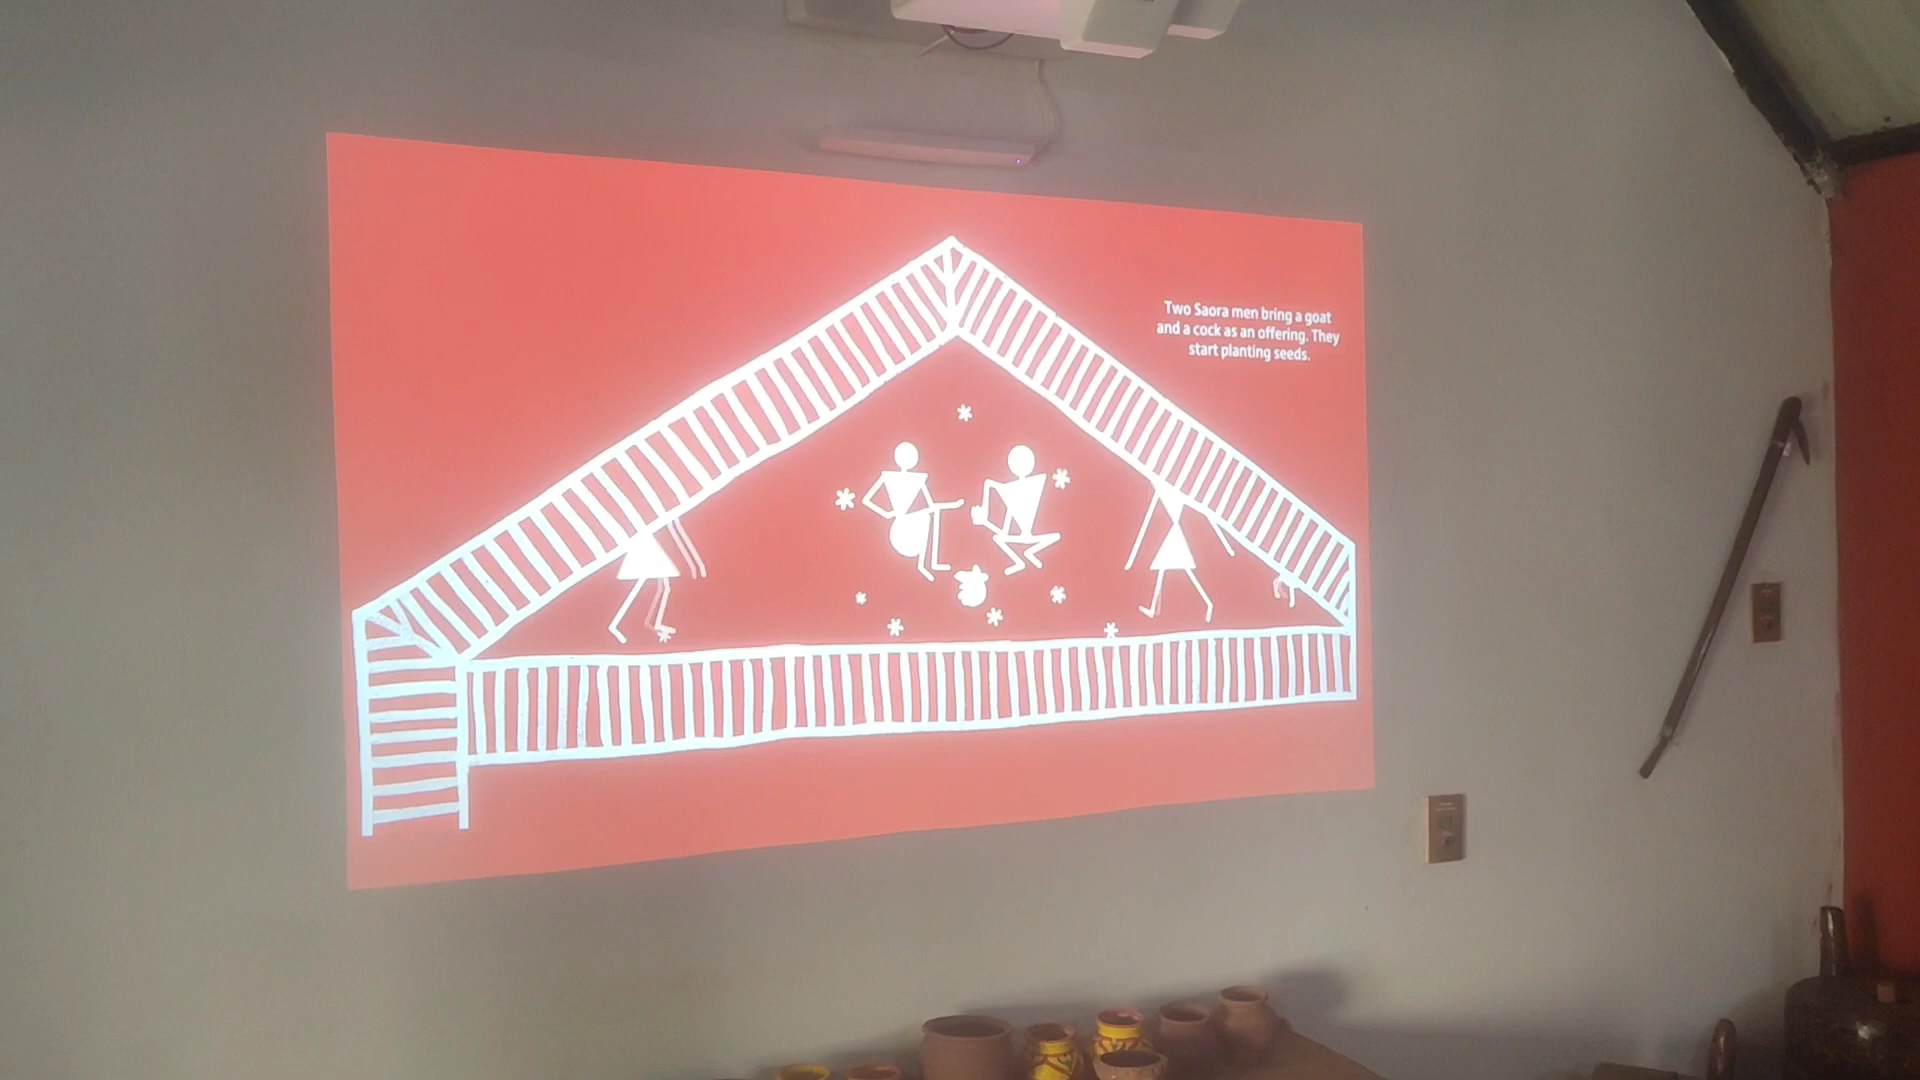 Two Saora men bring a goat
and a cock as an offering. They
start planting seeds.